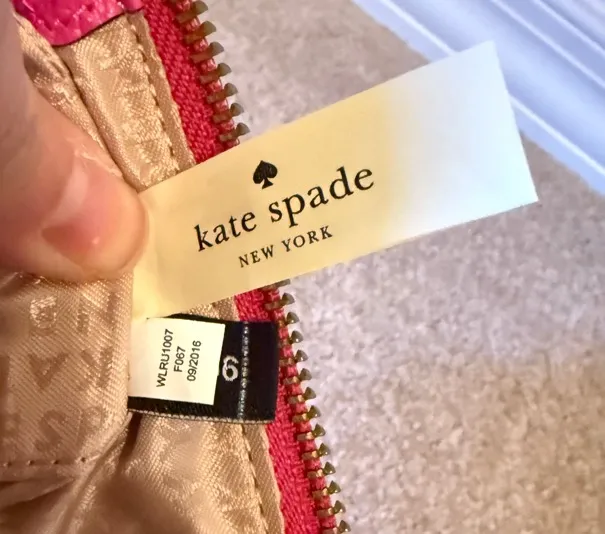 kate spade
NEW YORK
WLRU1007
F067
09/2016
6